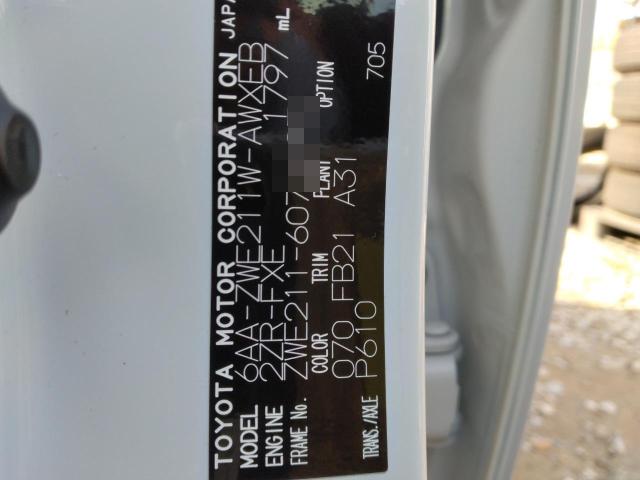 TOYOTA MOTOR CORPORATION JAPA
MODEL 6AA-ZWE211W-AWXEB
ENGINE 2ZR-FXE 1797 mL
FRAME No. ZWE211-607
COLOR TRIM PLANT OPTION
070 FB21 A31 705
P610
TRANS./AXLE